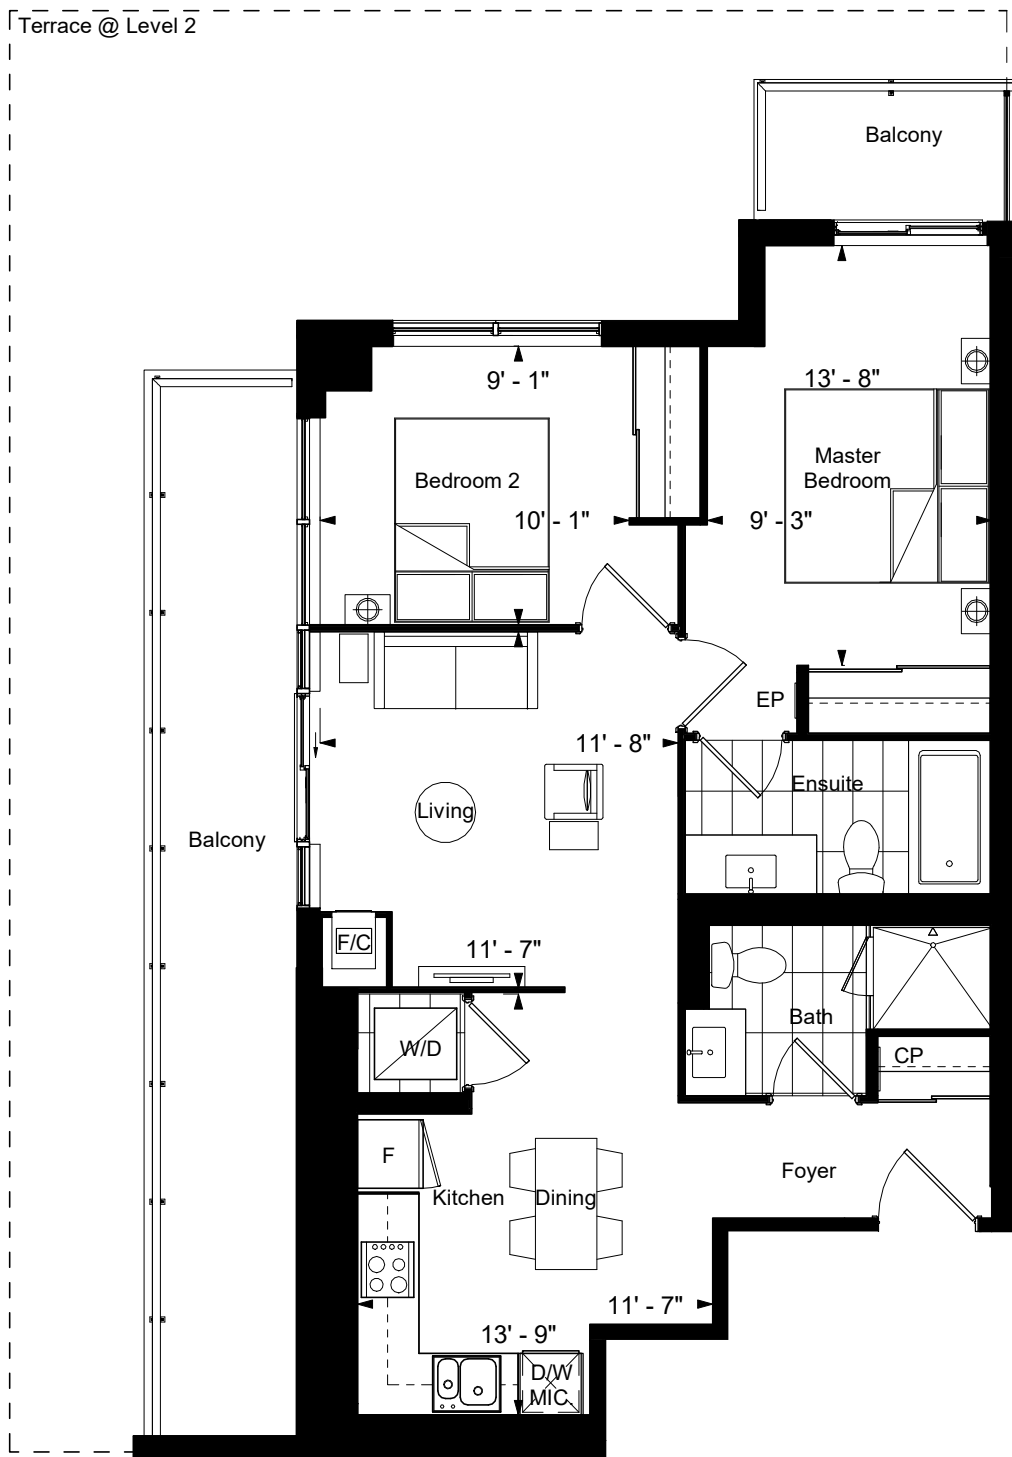 Terrace @ Level 2
Balcony
9' - 1"
13' - 8"
Master
Bedroom
Bedroom 2
10' - 1"
9' - 3"
EP
11' - 8"
Ensuite
Living
Balcony
F/C
11' - 7"
Bath
W/D
CP
F
Kitchen
Dining
Foyer
11' - 7"
13' - 9"
D/W
MIC.